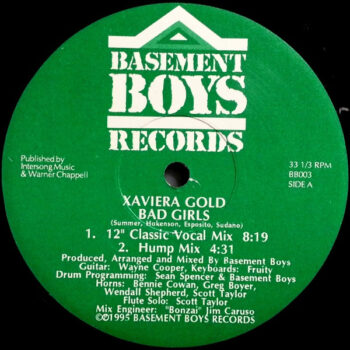 BASEMENT
BOYS
RECORDS
Published by
Intersong Music
& Warner Chappell
33 1/3 RPM
BB003
SIDE A
XAVIERA GOLD
BAD GIRLS
(Summer, Hokenson, Esposito, Sudano)
1. 12" Classic Vocal Mix 8:19
2. Hump Mix 4:31
Produced, Arranged and Mixed by Basement Boys
Guitar: Wayne Cooper, Keyboards: Fruity
Drum Programming: Sean Spencer & Basement Boys
Horns: Bennie Cowan, Greg Boyer,
Wendall Shepherd, Scott Taylor
Flute Solo: Scott Taylor
Mix Engineer: "Bonzai" Jim Caruso
©℗1995 BASEMENT BOYS RECORDS